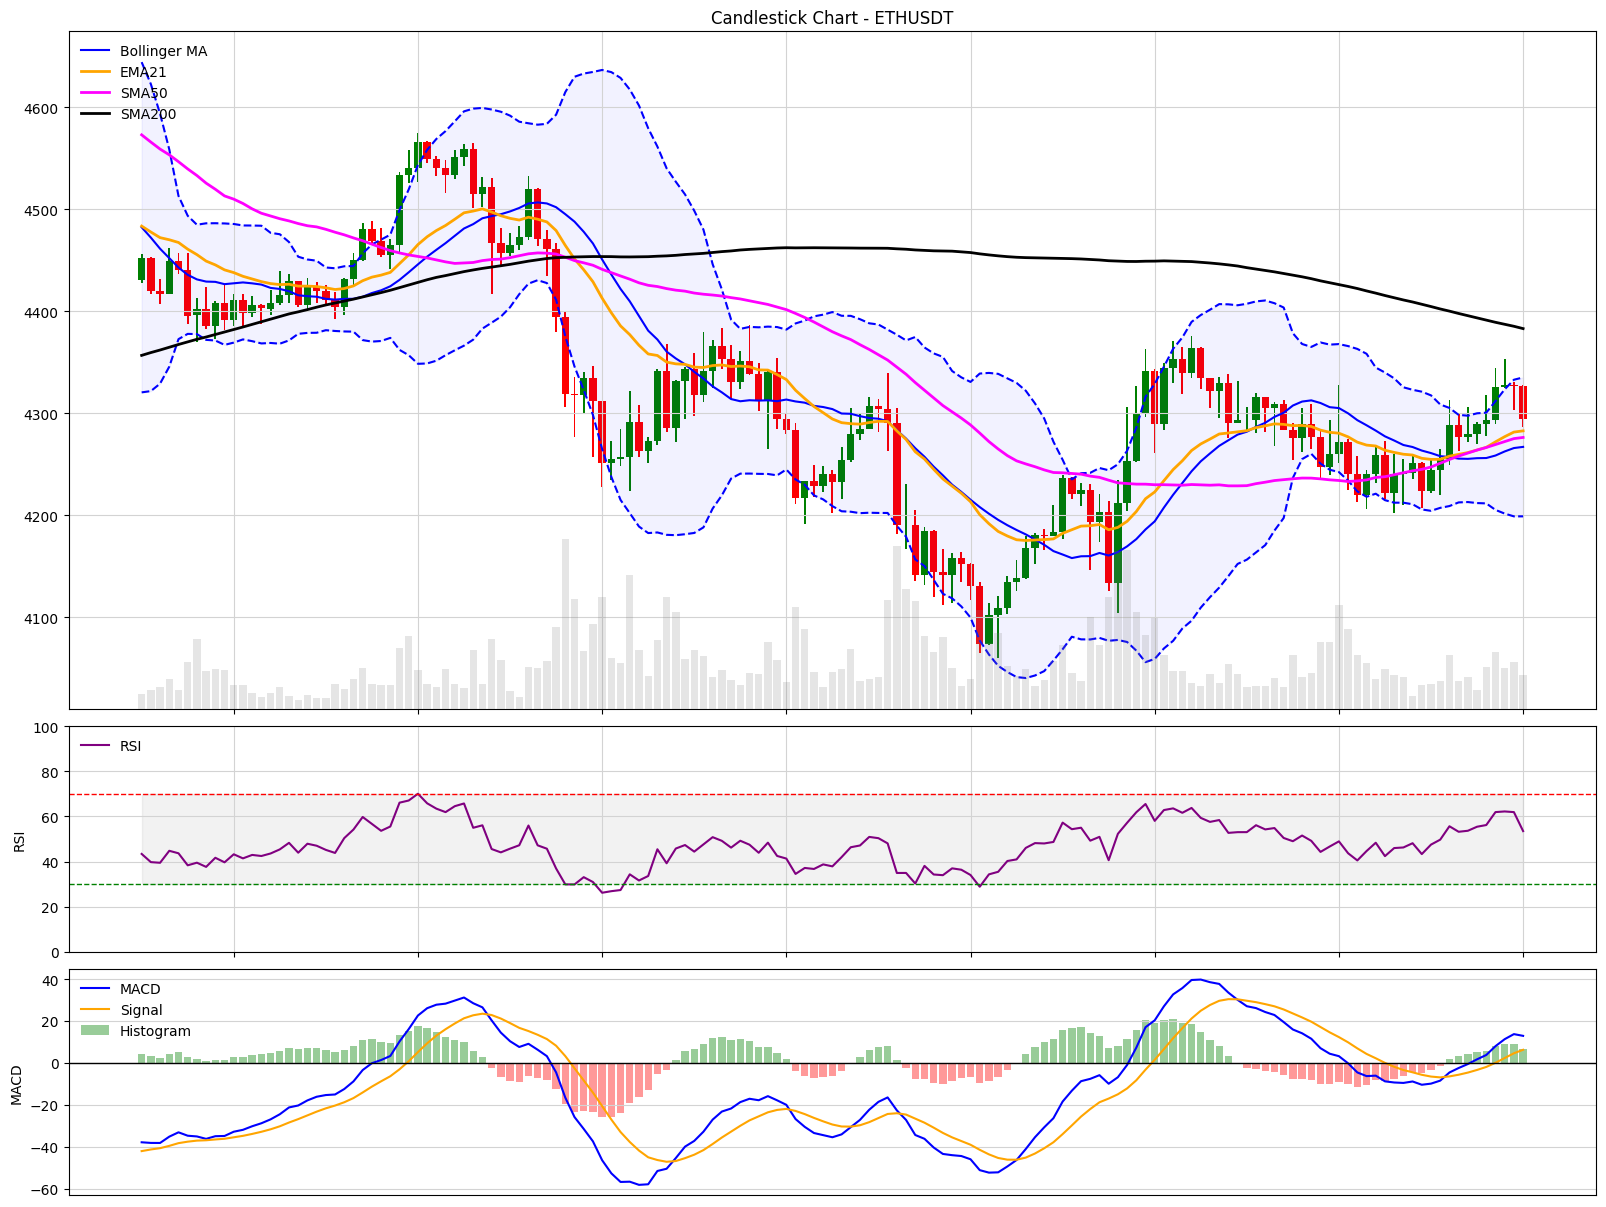 Candlestick Chart - ETHUSDT
Bollinger MA
EMA21
SMA50
SMA200
4600
4500
4400
4300
4200
4100
RSI
100
80
60
40
20
0
RSI
MACD
Signal
Histogram
40
20
0
−20
−40
−60
MACD